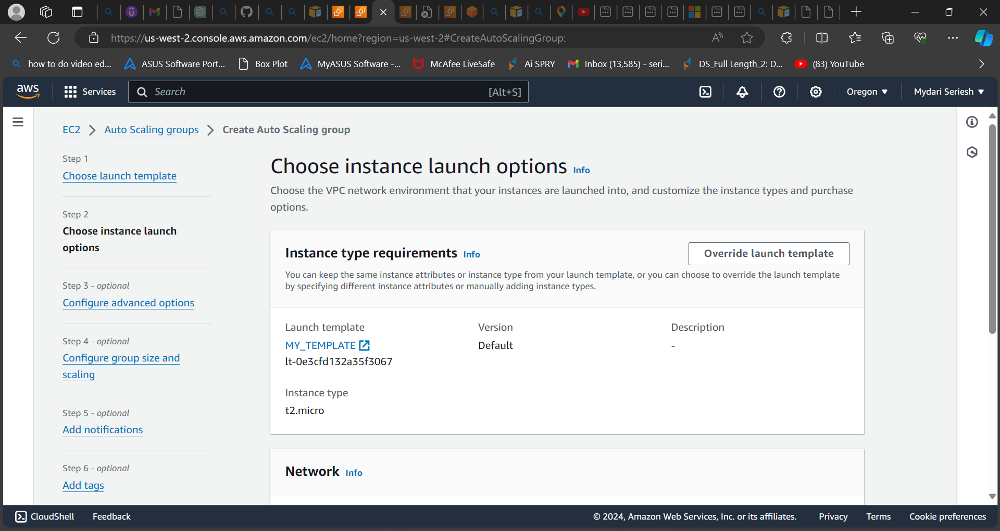 https://us-west-2.console.aws.amazon.com/ec2/home?region=us-west-2#CreateAutoScalingGroup:
how to do video ed... ASUS Software Port... Box Plot MyASUS Software -... McAfee LiveSafe Ai SPRY Inbox (13,585) - seri... DS_Full Length_2: D... (83) YouTube
aws Services Search [Alt+S] Oregon Mydari Seriesh
EC2 Auto Scaling groups Create Auto Scaling group
Step 1
Choose launch template
Step 2
Choose instance launch
options
Step 3 - optional
Configure advanced options
Step 4 - optional
Configure group size and
scaling
Step 5 - optional
Add notifications
Step 6 - optional
Add tags
Choose instance launch options Info
Choose the VPC network environment that your instances are launched into, and customize the instance types and purchase
options.
Instance type requirements Info
Override launch template
You can keep the same instance attributes or instance type from your launch template, or you can choose to override the launch template
by specifying different instance attributes or manually adding instance types.
Launch template Version Description
MY_TEMPLATE Default -
lt-0e3cfd132a35f3067
Instance type
t2.micro
Network Info
CloudShell Feedback © 2024, Amazon Web Services, Inc. or its affiliates. Privacy Terms Cookie preferences